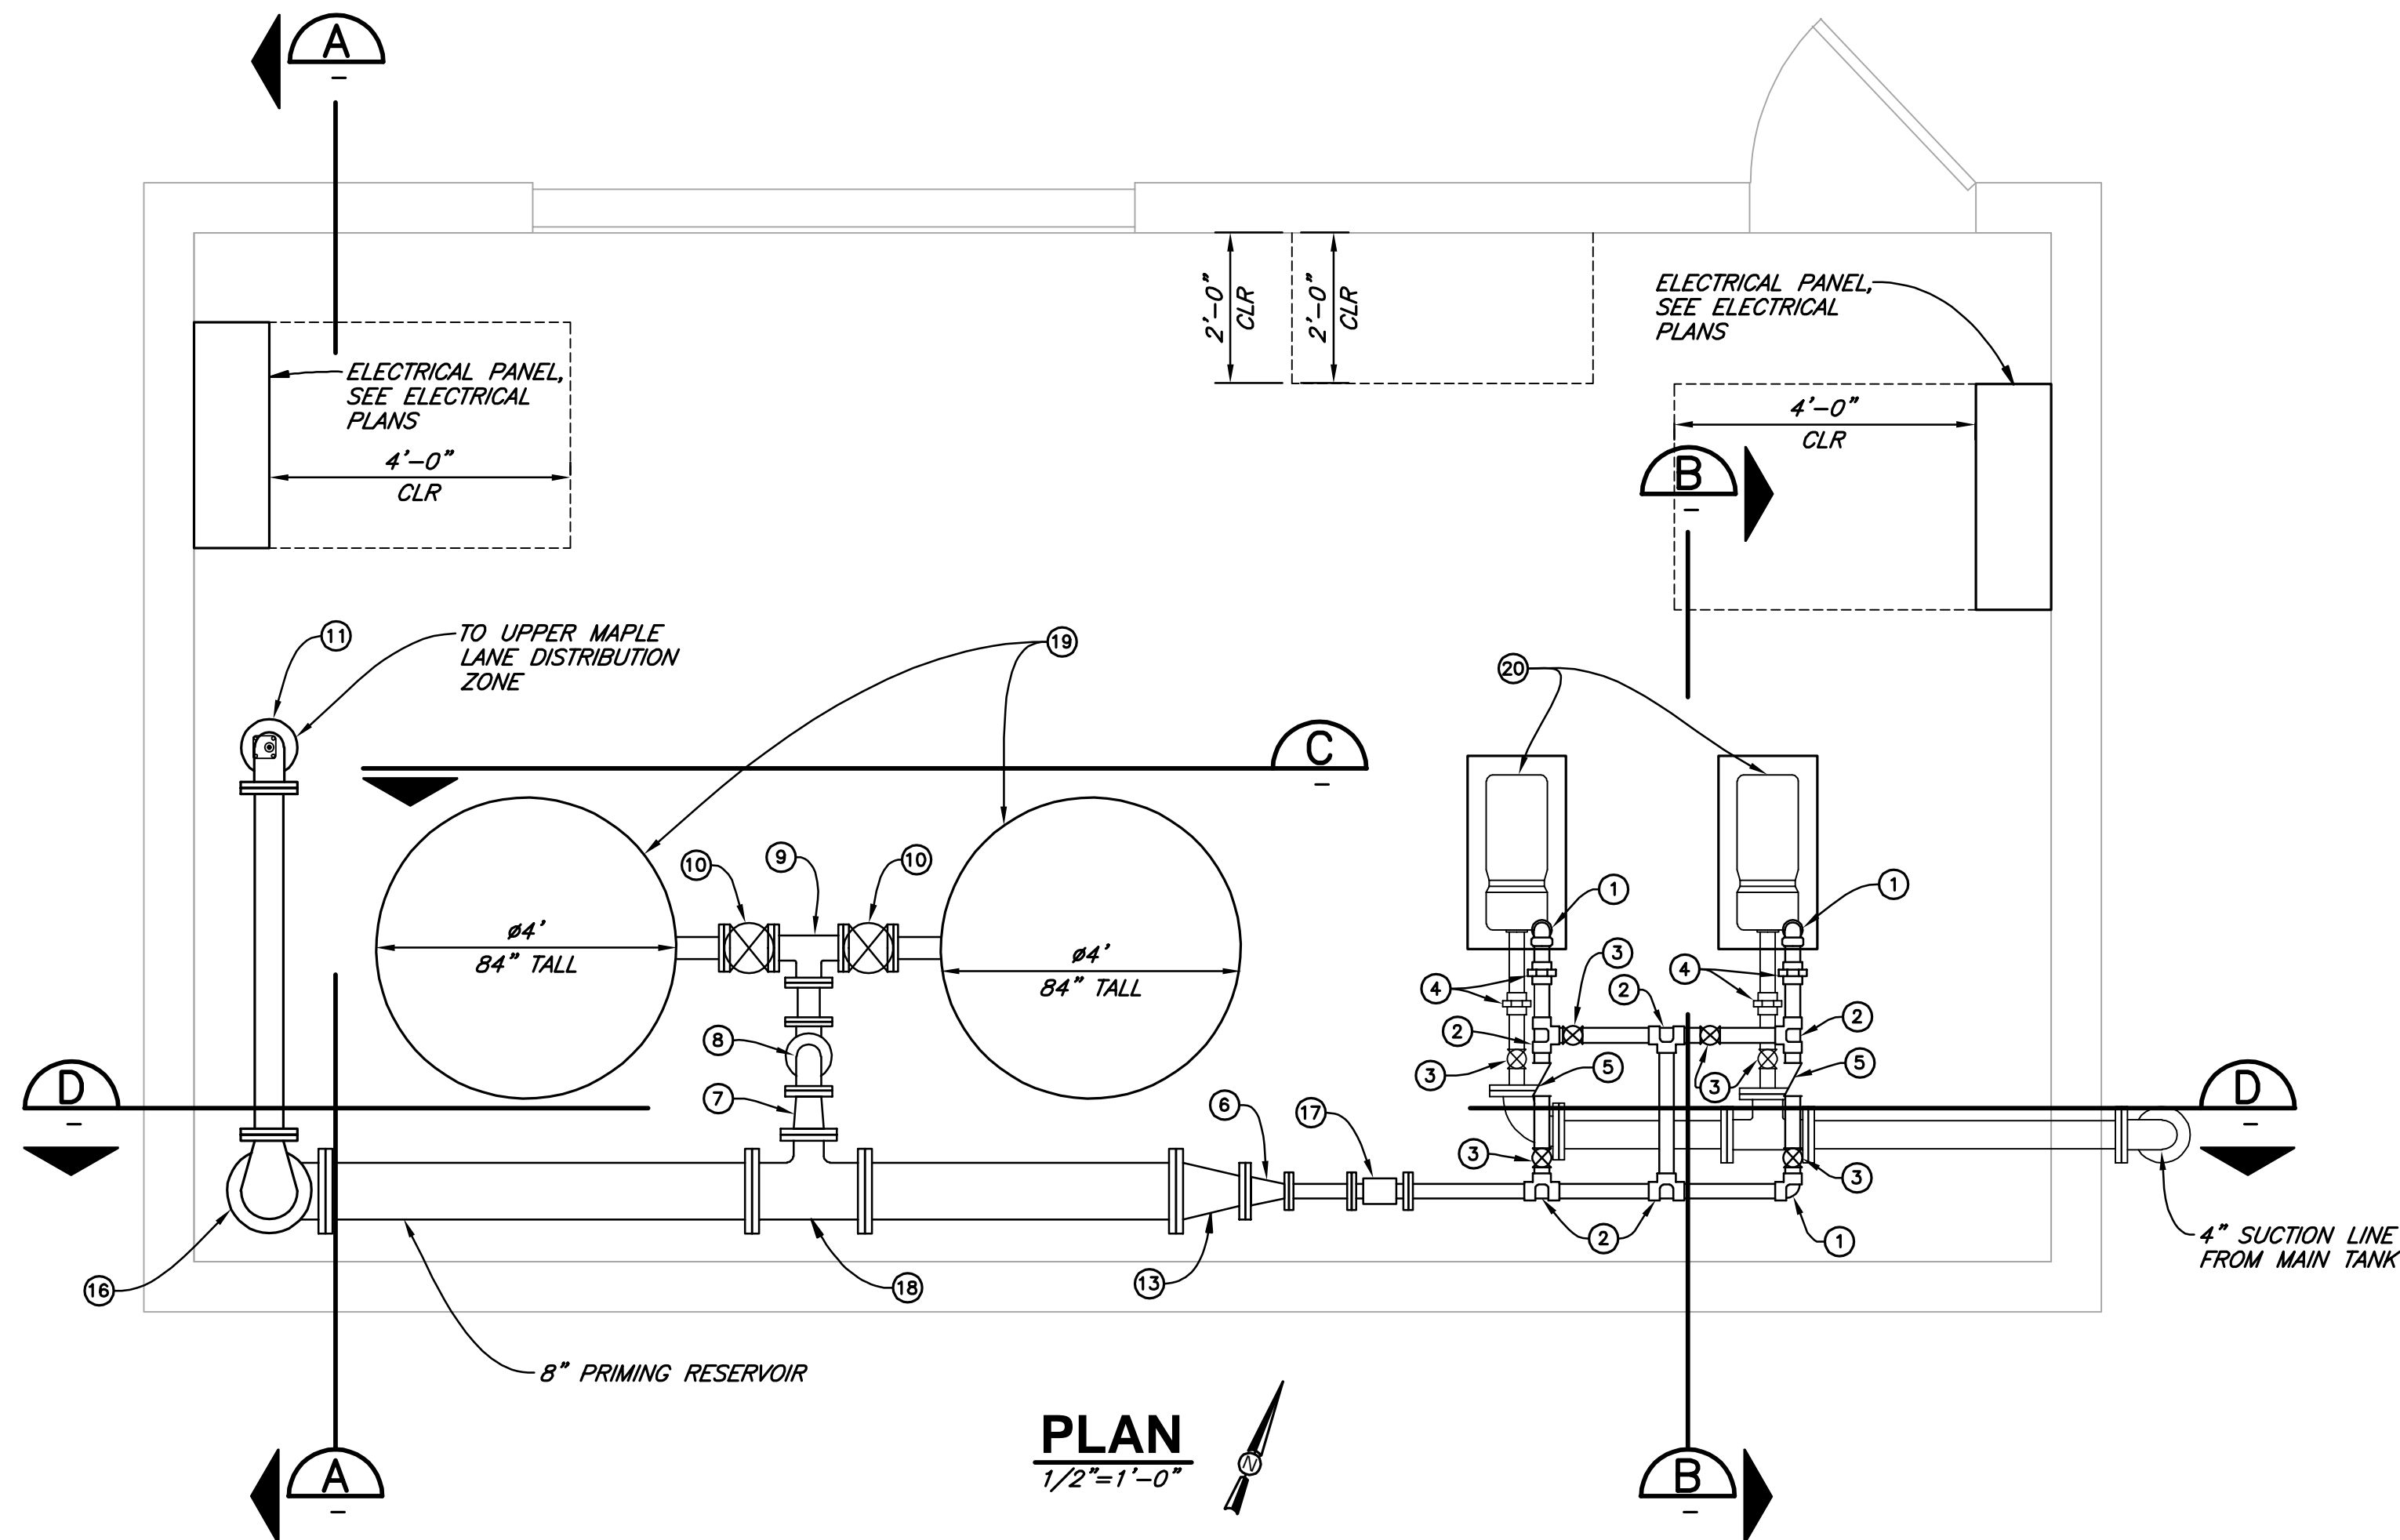 A
–
2'-0"
CLR
2'-0"
CLR
ELECTRICAL PANEL,
SEE ELECTRICAL
PLANS
ELECTRICAL PANEL,
SEE ELECTRICAL
PLANS
4'-0"
CLR
4'-0"
CLR
B
–
11
TO UPPER MAPLE
LANE DISTRIBUTION
ZONE
19
20
C
–
10
9
10
1
1
ø4'
84" TALL
ø4'
84" TALL
3
4
4
2
2
2
8
3
5
5
3
D
–
7
6
17
D
–
3
3
2
1
4" SUCTION LINE
FROM MAIN TANK
16
18
13
8" PRIMING RESERVOIR
PLAN
1/2"=1'-0"
N
A
–
B
–